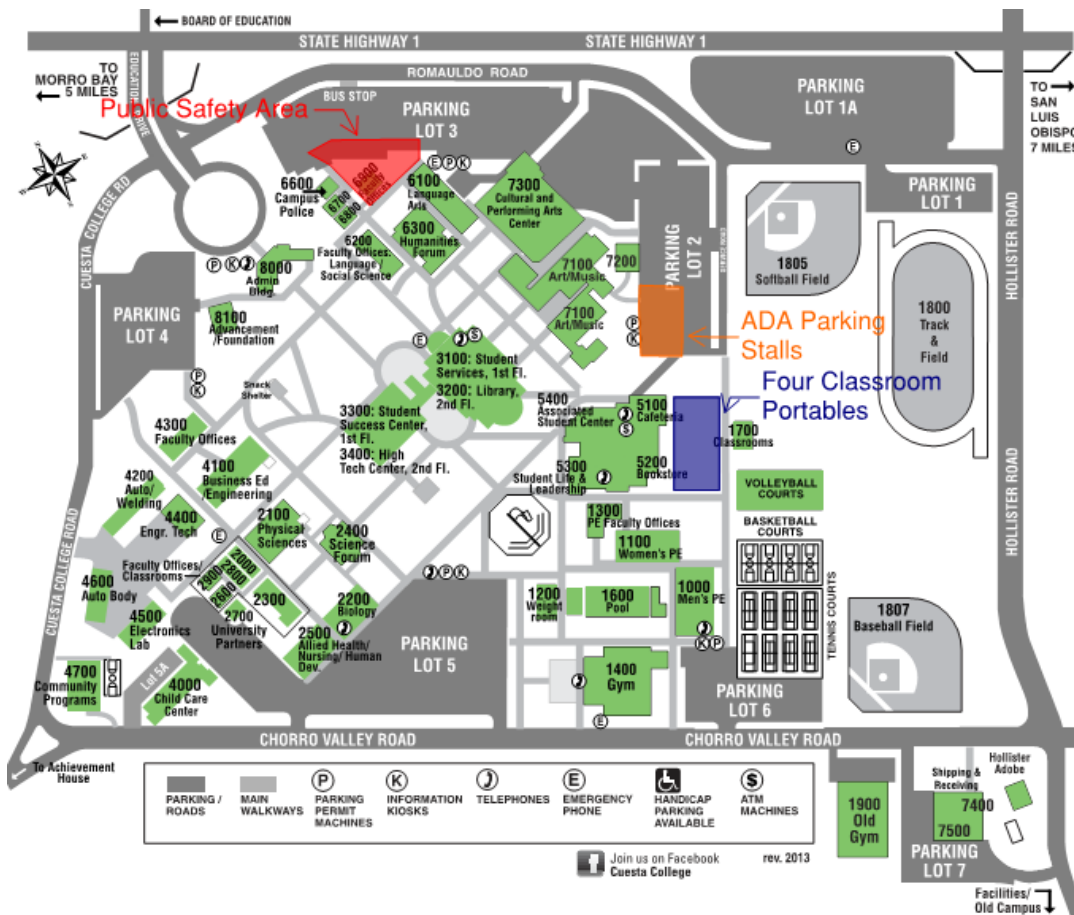 BOARD OF EDUCATION
STATE HIGHWAY 1
STATE HIGHWAY 1
TO
MORRO BAY
5 MILES
EDUCATION DRIVE
ROMAULDO ROAD
BUS STOP
Public Safety Area
PARKING
LOT 3
PARKING
LOT 1A
TO
SAN
LUIS
OBISPO
7 MILES
E
PARKING
LOT 1
HOLLISTER ROAD
CUESTA COLLEGE RD
6600
Campus
Police
6700
6800
6900
Faculty
Offices
E P K
6100
Language
Arts
7300
Cultural and
Performing Arts
Center
6300
Humanities
Forum
6200
Faculty Offices:
Language /
Social Science
7200
7100
Art/Music
7100
Art/Music
PARKING
LOT 2
1805
Softball Field
1800
Track
&
Field
P K
8000
Admin
Bldg.
8100
Advancement
/Foundation
PARKING
LOT 4
P
K
P
K
ADA Parking
Stalls
Four Classroom
Portables
E
S
3100: Student
Services, 1st Fl.
3200: Library,
2nd Fl.
3300: Student
Success Center,
1st Fl.
3400: High
Tech Center, 2nd Fl.
Snack
Shelter
5400
Associated
Student Center
5100
Cafeteria
S
5200
Bookstore
5300
Student Life &
Leadership
1700
Classrooms
VOLLEYBALL
COURTS
BASKETBALL
COURTS
TENNIS COURTS
HOLLISTER ROAD
4300
Faculty Offices
4100
Business Ed
/Engineering
4200
Auto/
Welding
4400
Engr. Tech
2100
Physical
Sciences
2400
Science
Forum
E
Faculty Offices/
Classrooms
2900
2000
2800
2600
2300
2700
University
Partners
2200
Biology
2500
Allied Health/
Nursing/ Human
Dev.
CUESTA COLLEGE ROAD
4600
Auto Body
4500
Electronics
Lab
4700
Community
Programs
Lot 5A
4000
Child Care
Center
PARKING
LOT 5
P K
1300
PE Faculty Offices
1100
Women's PE
1200
Weight
room
1600
Pool
1000
Men's PE
K P
1400
Gym
E
PARKING
LOT 6
1807
Baseball Field
CHORRO VALLEY ROAD
CHORRO VALLEY ROAD
To Achievement
House
PARKING /
ROADS
MAIN
WALKWAYS
P
PARKING
PERMIT
MACHINES
K
INFORMATION
KIOSKS
TELEPHONES
E
EMERGENCY
PHONE
HANDICAP
PARKING
AVAILABLE
$
ATM
MACHINES
Join us on Facebook
Cuesta College
rev. 2013
1900
Old
Gym
Shipping &
Receiving
7400
7500
Hollister
Adobe
PARKING
LOT 7
Facilities/
Old Campus